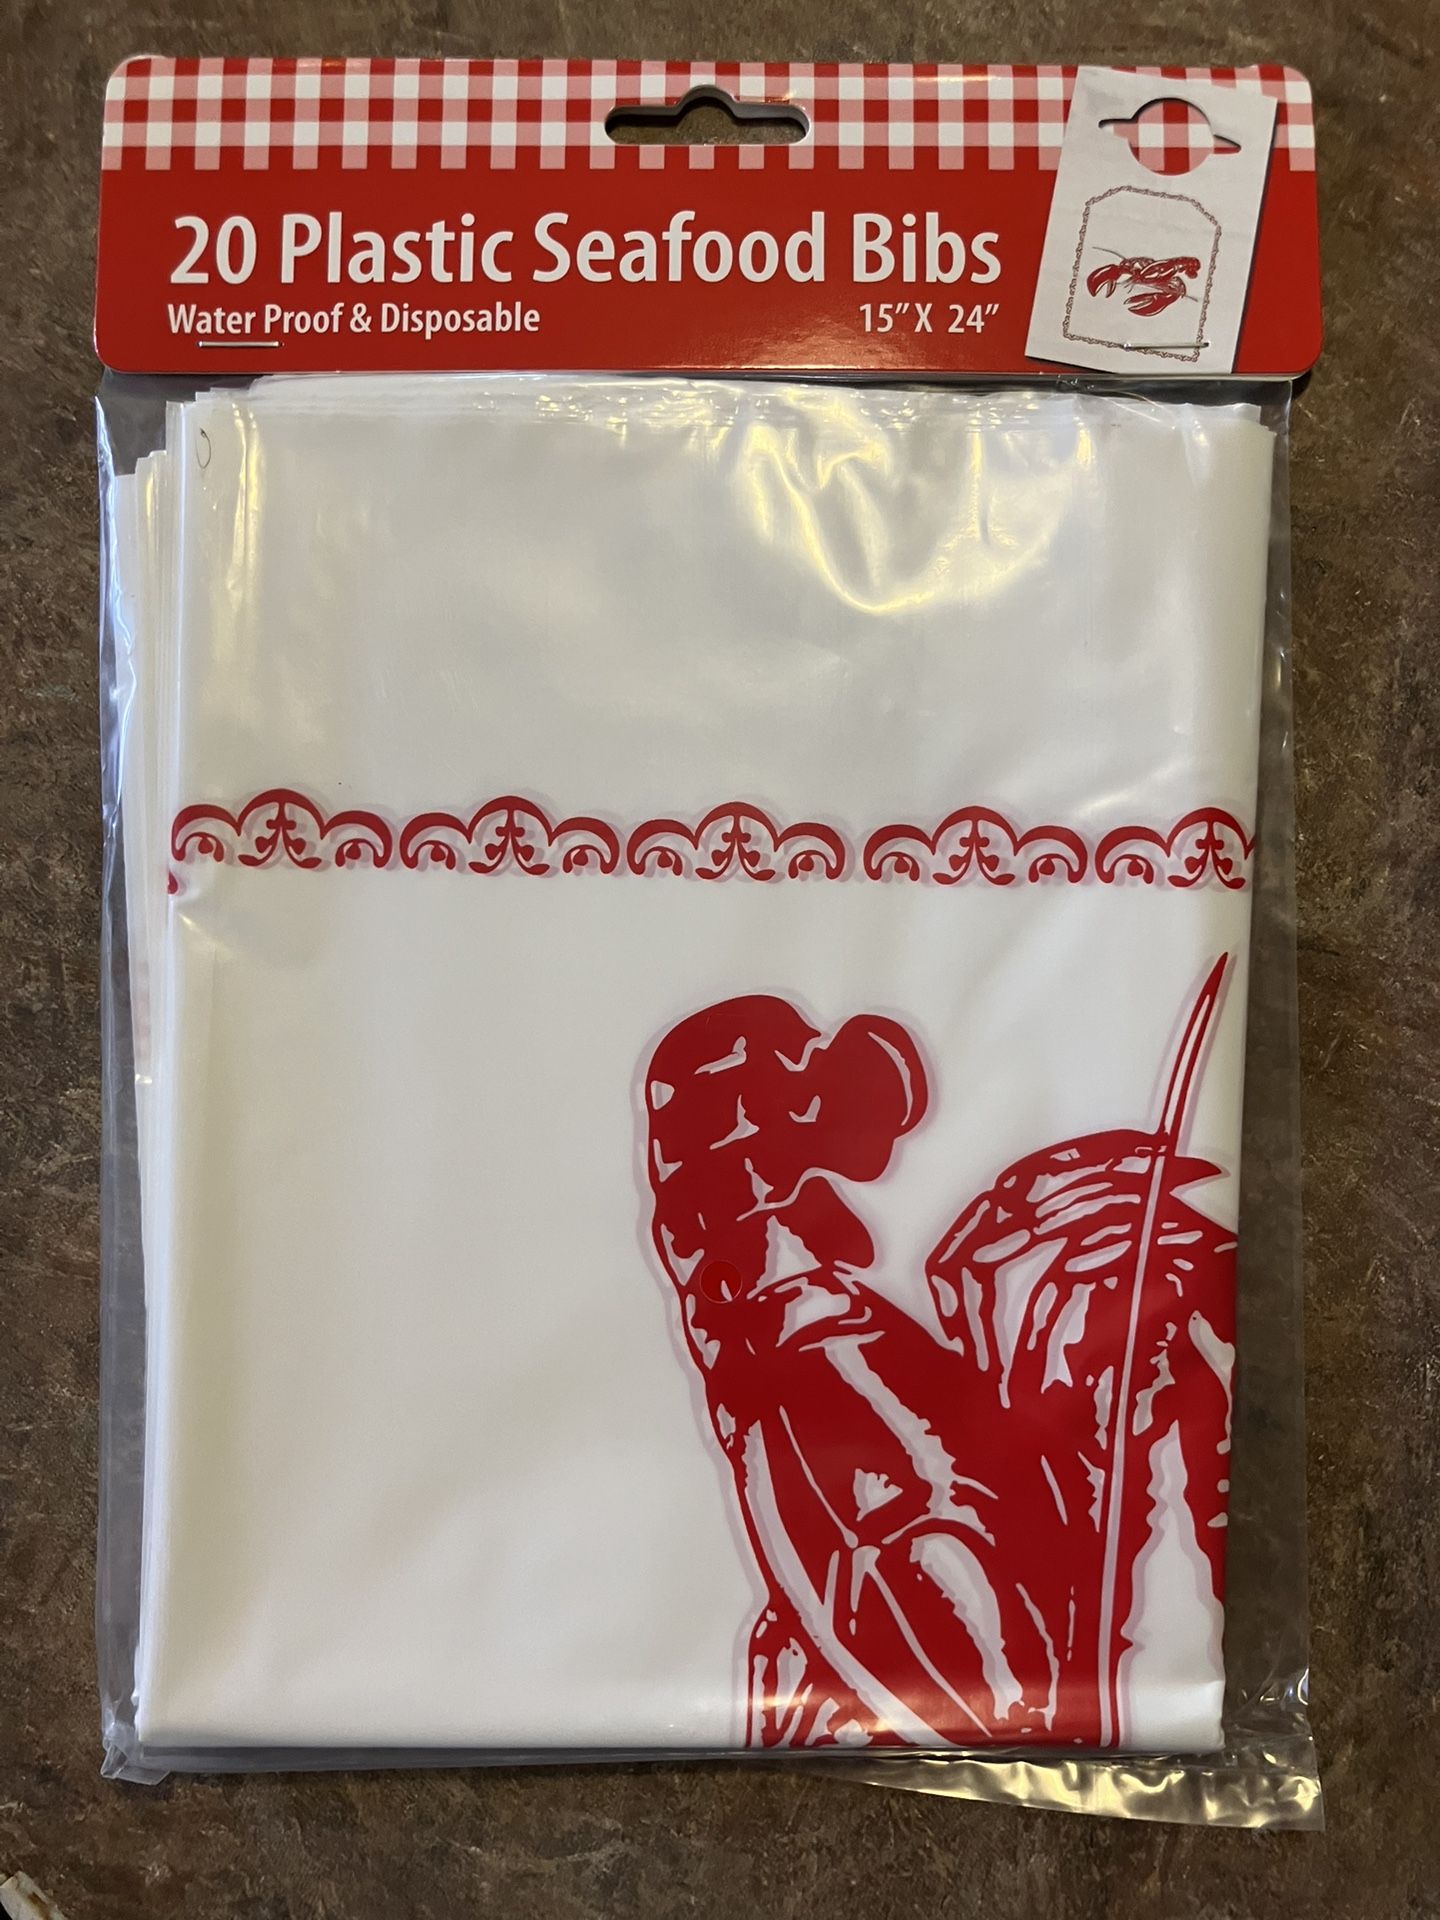 20 Plastic Seafood Bibs
Water Proof & Disposable
15" X 24"